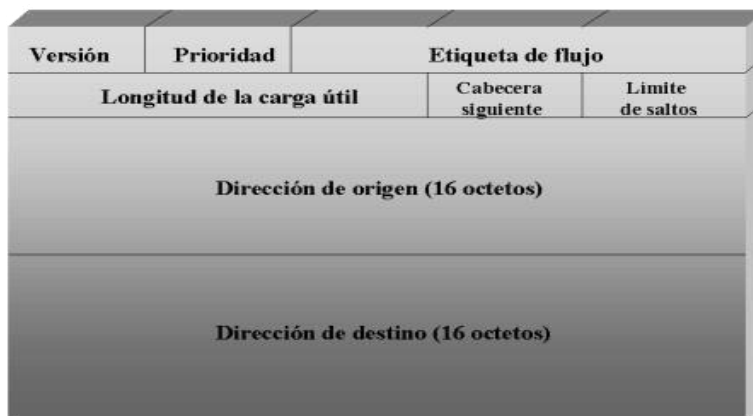 Versión Prioridad Etiqueta de flujo
Longitud de la carga útil Cabecera siguiente Limite de saltos
Dirección de origen (16 octetos)
Dirección de destino (16 octetos)